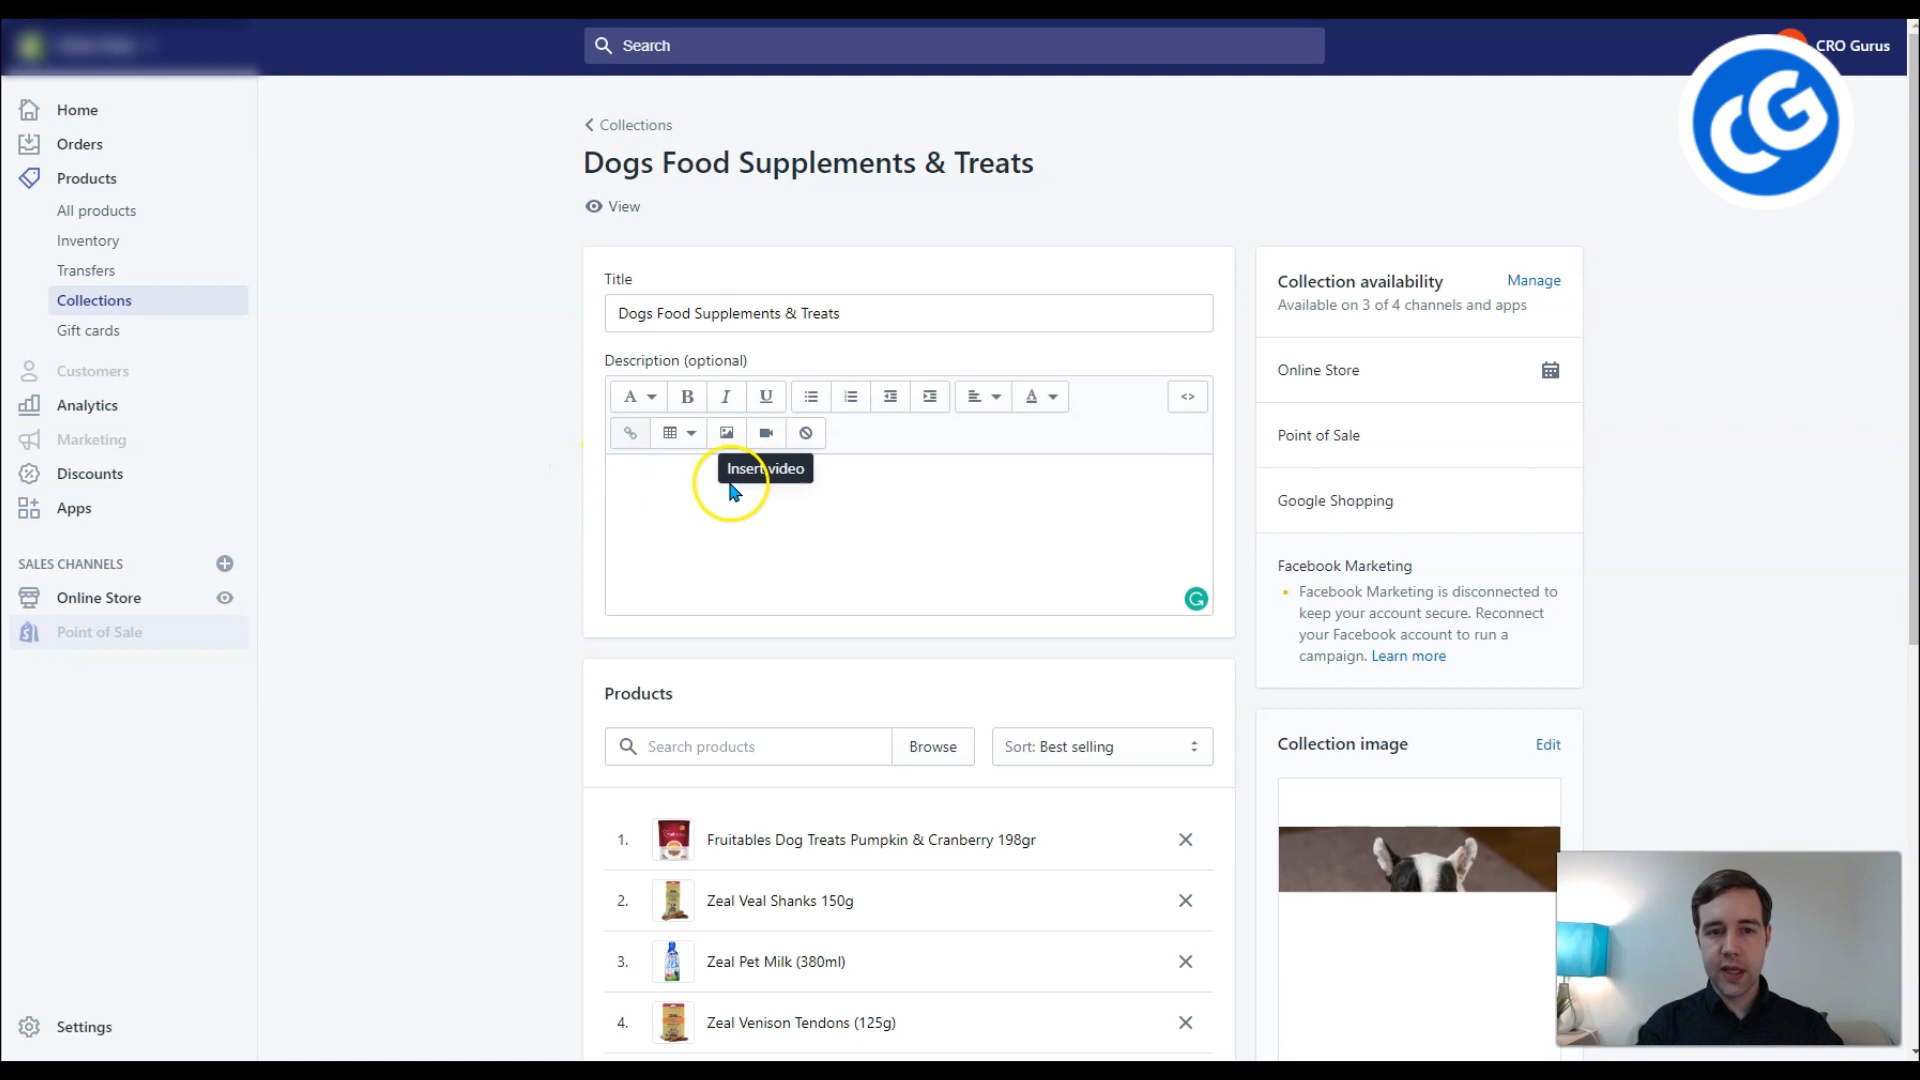 Search
CRO Gurus
CG
Home
Orders
Products
All products
Inventory
Transfers
Collections
Gift cards
Customers
Analytics
Marketing
Discounts
Apps
SALES CHANNELS
Online Store
Point of Sale
Settings
Collections
Dogs Food Supplements & Treats
View
Title
Dogs Food Supplements & Treats
Description (optional)
A B I U A <>
Insert video
Products
Search products
Browse
Sort: Best selling
1. Fruitables Dog Treats Pumpkin & Cranberry 198gr
2. Zeal Veal Shanks 150g
3. Zeal Pet Milk (380ml)
4. Zeal Venison Tendons (125g)
Collection availability
Manage
Available on 3 of 4 channels and apps
Online Store
Point of Sale
Google Shopping
Facebook Marketing
Facebook Marketing is disconnected to
keep your account secure. Reconnect
your Facebook account to run a
campaign. Learn more
Collection image
Edit